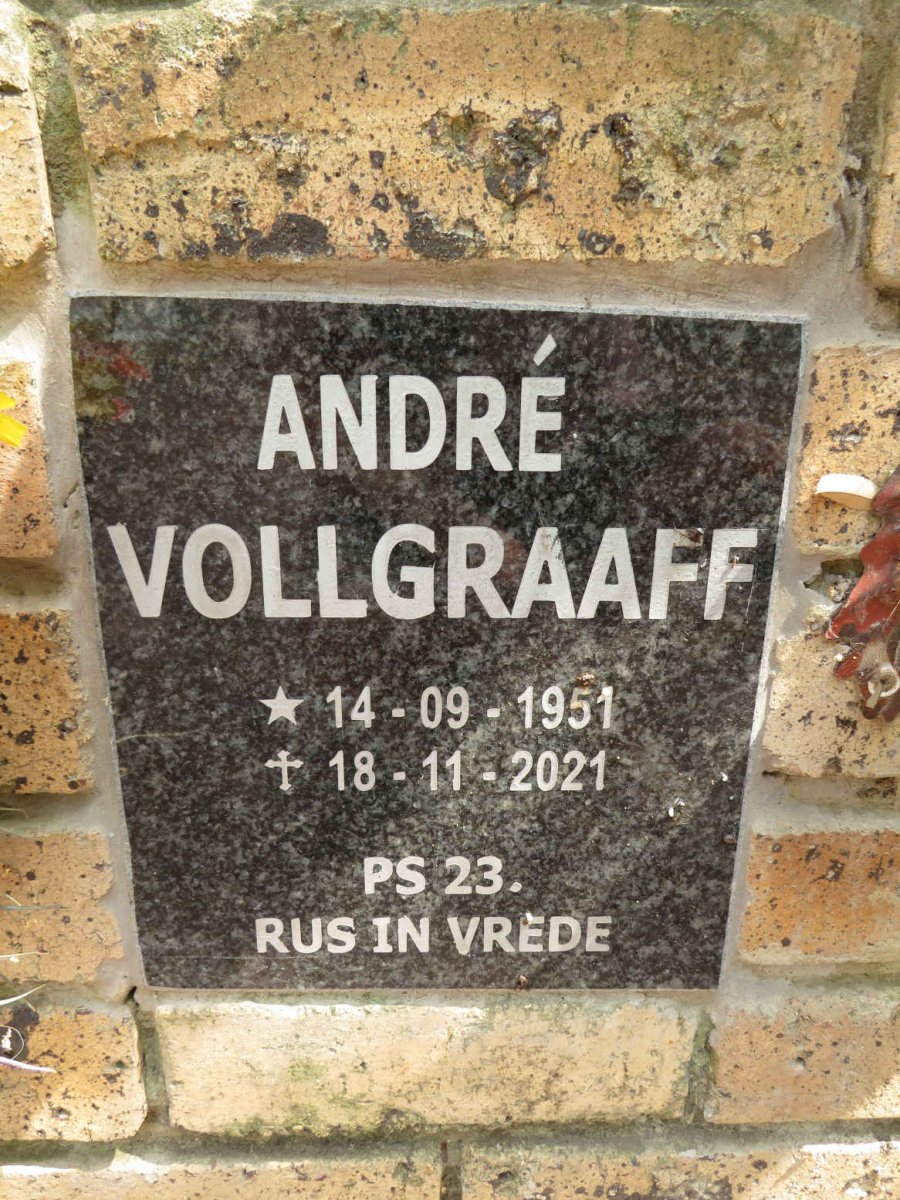 ANDRÉ
VOLLGRAAFF
★ 14 - 09 - 1951
✝ 18 - 11 - 2021
PS 23.
RUS IN VREDE